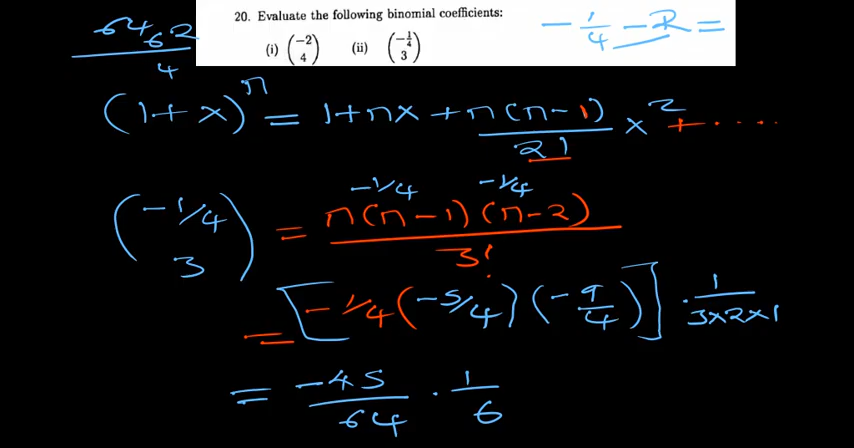 20. Evaluate the following binomial coefficients:
(i) (-2 4) (ii) (-1/4 3)
-1/4 - 2 =
64 62
4
(1 + x)^n = 1 + nx + n(n-1)/2! x^2 + ....
-1/4 -1/4
(-1/4 3) = n(n-1)(n-2)/3!
= [-1/4(-5/4)(-9/4)] · 1/3×2×1
= -45/64 · 1/6